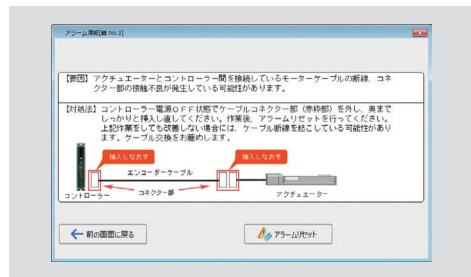 アラーム情報[軸 No.1]
【要因】アクチュエーターとコントローラー間を接続しているモーターケーブルの断線、コネ
クター部の接触不良が発生している可能性があります。
【対処法】コントローラー電源OFF状態でケーブルコネクター部(赤枠部)を外し、奥まで
しっかりと挿入し直してください。作業後、アラームリセットを行ってください。
上記作業をしても改善しない場合には、ケーブル断線を起こしている可能性があり
ます。ケーブル交換をお薦めします。
挿入しなおす
挿入しなおす
エンコーダーケーブル
コネクター部
コントローラー
アクチュエーター
前の画面に戻る
アラームリセット